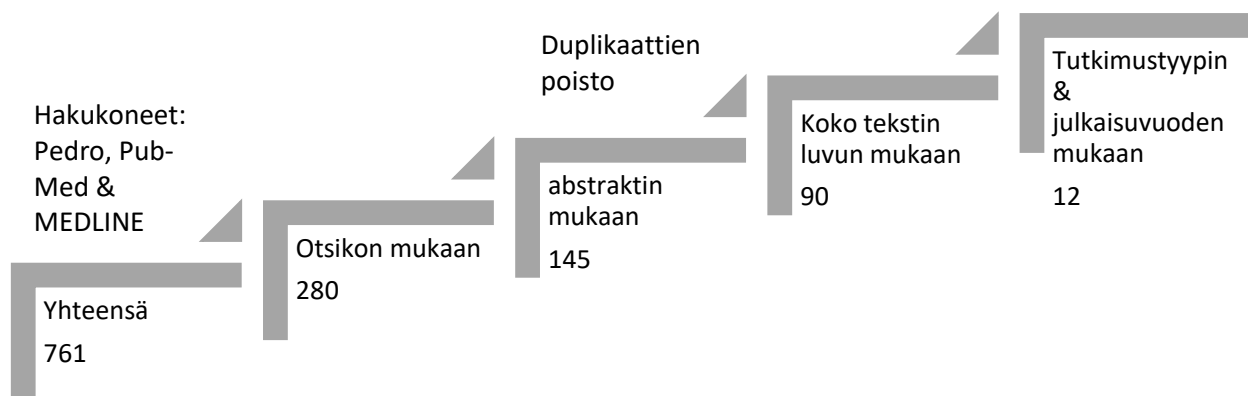 Hakukoneet:
Pedro, Pub-
Med &
MEDLINE
Yhteensä
761
Otsikon mukaan
280
Duplikaattien
poisto
abstraktin
mukaan
145
Koko tekstin
luvun mukaan
90
Tutkimustyypin
&
julkaisuvuoden
mukaan
12